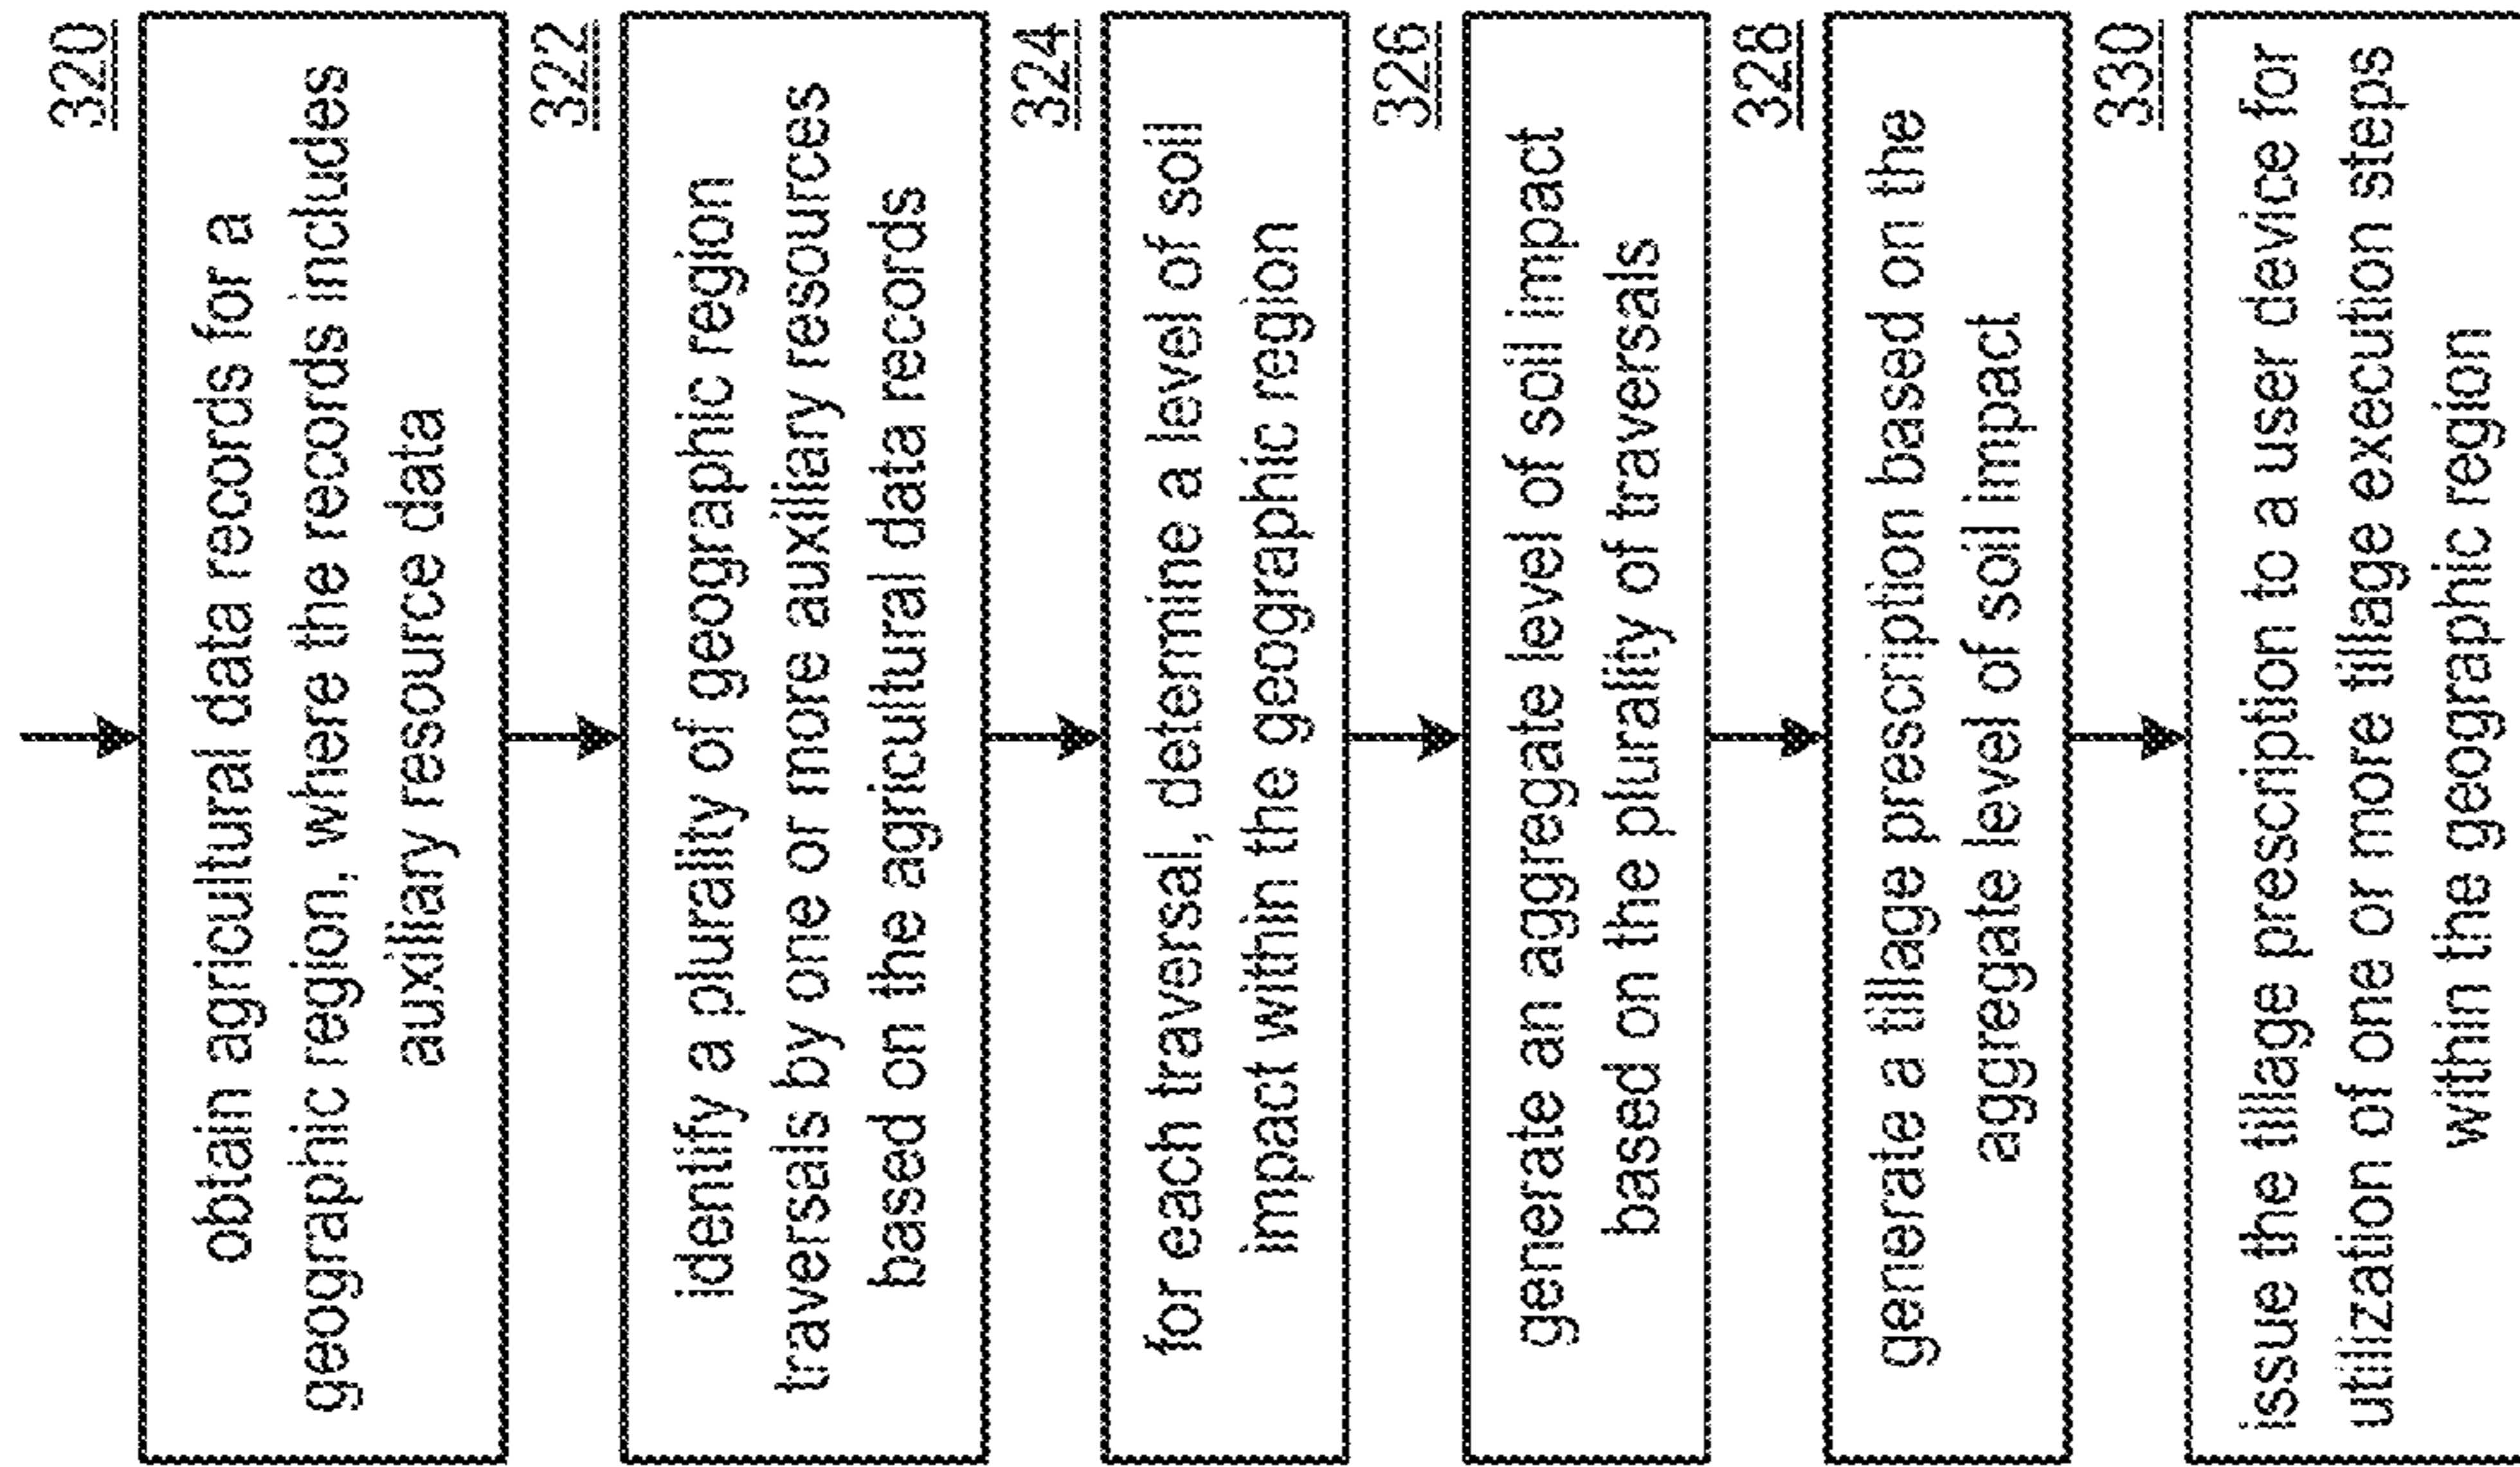 320
obtain agricultural data records for a
geographic region, where the records includes
auxiliary resource data
322
identify a plurality of geographic region
traversals by one or more auxiliary resources
based on the agricultural data records
324
for each traversal, determine a level of soil
impact within the geographic region
326
generate an aggregate level of soil impact
based on the plurality of traversals
328
generate a tillage prescription based on the
aggregate level of soil impact
330
issue the tillage prescription to a user device for
utilization of one or more tillage execution steps
within the geographic region